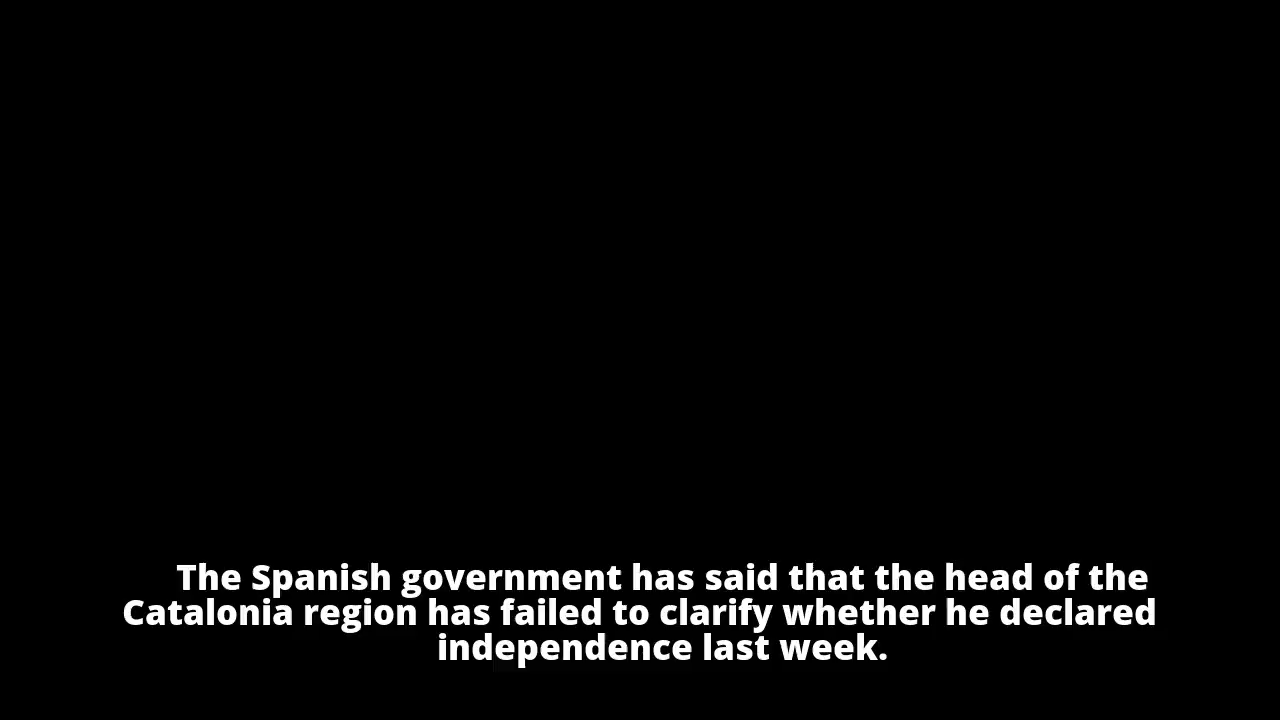 The Spanish government has said that the head of the
Catalonia region has failed to clarify whether he declared
independence last week.